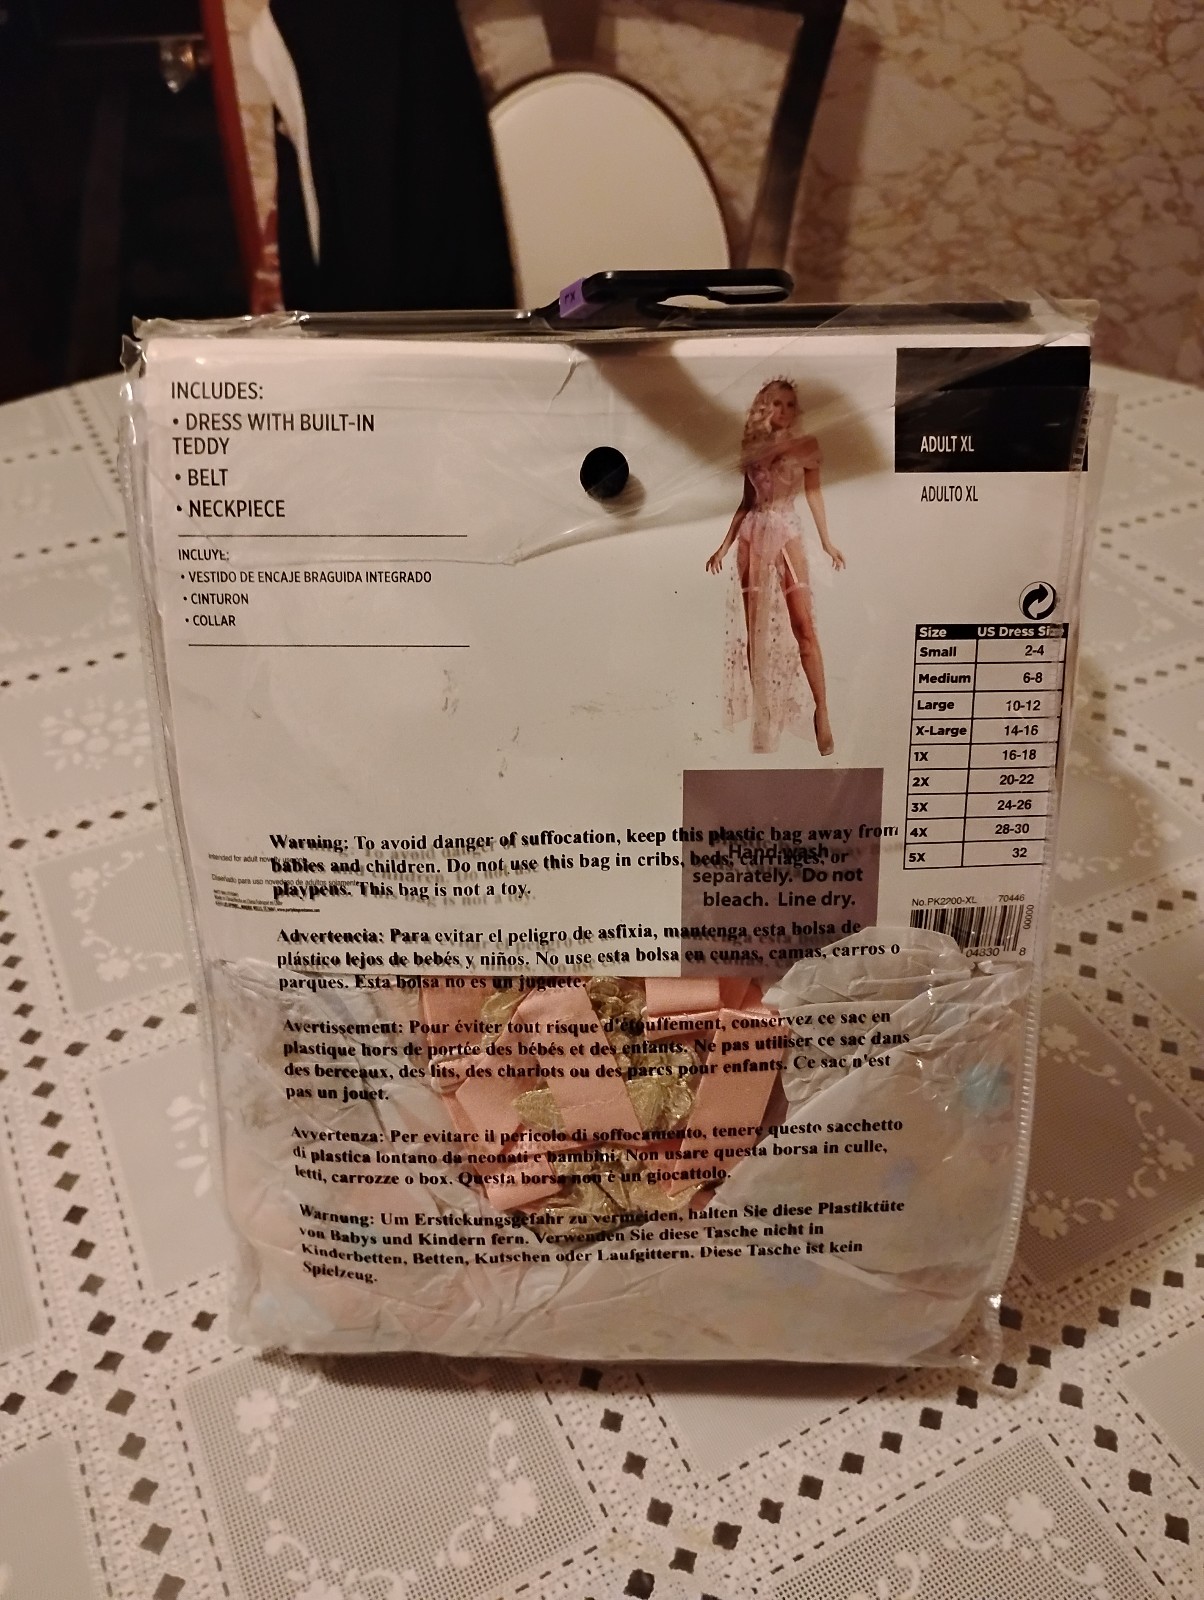 INCLUDES:
• DRESS WITH BUILT-IN
TEDDY
• BELT
• NECKPIECE
INCLUYE:
• VESTIDO DE ENCAJE BRAGUIDA INTEGRADO
• CINTURON
• COLLAR
ADULT XL
ADULTO XL
Size US Dress Size
Small 2-4
Medium 6-8
Large 10-12
X-Large 14-16
1X 16-18
2X 20-22
3X 24-26
4X 28-30
5X 32
No.PK2200-XL 70446
00000
04830 8
Hand wash
separately. Do not
bleach. Line dry.
Intended for adult novelty use
Warning: To avoid danger of suffocation, keep this plastic bag away from
babies and children. Do not use this bag in cribs, beds, carriages, or
playpens. This bag is not a toy.
Advertencia: Para evitar el peligro de asfixia, mantenga esta bolsa de
plástico lejos de bebés y niños. No use esta bolsa en cunas, camas, carros o
parques. Esta bolsa no es un juguete.
Avertissement: Pour éviter tout risque d'étouffement, conservez ce sac en
plastique hors de portée des bébés et des enfants. Ne pas utiliser ce sac dans
des berceaux, des lits, des chariots ou des parcs pour enfants. Ce sac n'est
pas un jouet.
Avvertenza: Per evitare il pericolo di soffocamento, tenere questo sacchetto
di plastica lontano da neonati e bambini. Non usare questa borsa in culle,
letti, carrozze o box. Questa borsa non è un giocattolo.
Warnung: Um Erstickungsgefahr zu vermeiden, halten Sie diese Plastiktüte
von Babys und Kindern fern. Verwenden Sie diese Tasche nicht in
Kinderbetten, Betten, Kutschen oder Laufgittern. Diese Tasche ist kein
Spielzeug.